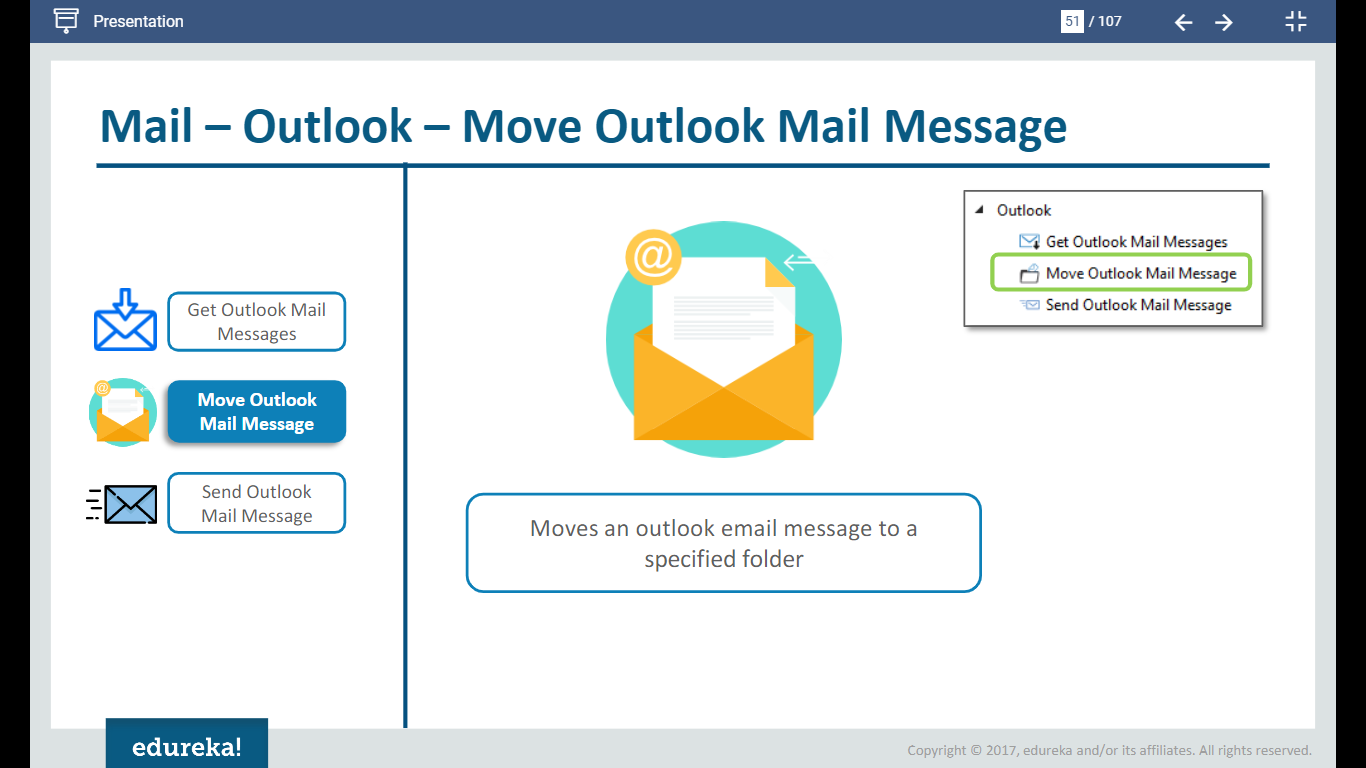 Presentation
51 / 107
Mail – Outlook – Move Outlook Mail Message
Get Outlook Mail
Messages
Move Outlook
Mail Message
Send Outlook
Mail Message
@
@
Moves an outlook email message to a
specified folder
Outlook
Get Outlook Mail Messages
Move Outlook Mail Message
Send Outlook Mail Message
edureka!
Copyright © 2017, edureka and/or its affiliates. All rights reserved.